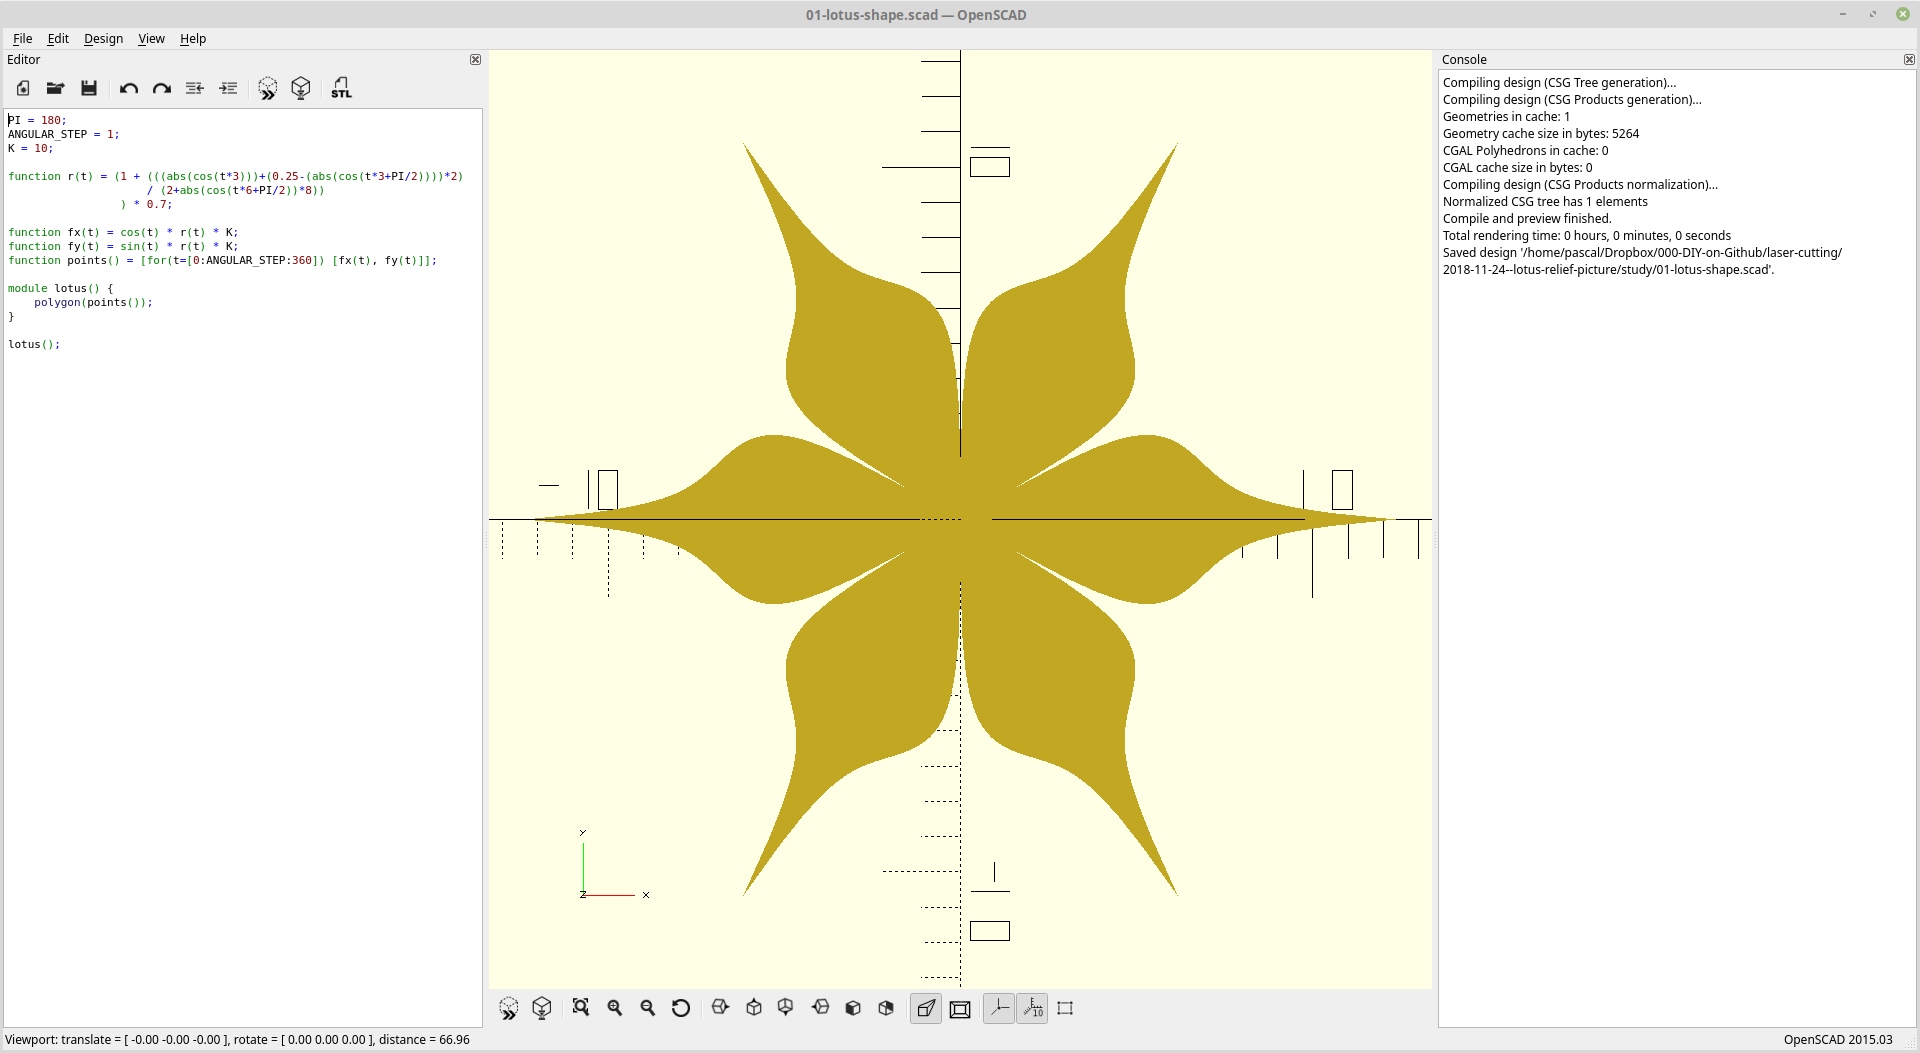 01-lotus-shape.scad — OpenSCAD
File Edit Design View Help
Editor
STL
PI = 180;
ANGULAR_STEP = 1;
K = 10;
function r(t) = (1 + (((abs(cos(t*3)))+(0.25-(abs(cos(t*3+PI/2))))*2)
/ (2+abs(cos(t*6+PI/2))*8))
) * 0.7;
function fx(t) = cos(t) * r(t) * K;
function fy(t) = sin(t) * r(t) * K;
function points() = [for(t=[0:ANGULAR_STEP:360]) [fx(t), fy(t)]];
module lotus() {
polygon(points());
}
lotus();
10
-10
10
-10
Y
Z X
10
Console
Compiling design (CSG Tree generation)...
Compiling design (CSG Products generation)...
Geometries in cache: 1
Geometry cache size in bytes: 5264
CGAL Polyhedrons in cache: 0
CGAL cache size in bytes: 0
Compiling design (CSG Products normalization)...
Normalized CSG tree has 1 elements
Compile and preview finished.
Total rendering time: 0 hours, 0 minutes, 0 seconds
Saved design '/home/pascal/Dropbox/000-DIY-on-Github/laser-cutting/
2018-11-24--lotus-relief-picture/study/01-lotus-shape.scad'.
Viewport: translate = [ -0.00 -0.00 -0.00 ], rotate = [ 0.00 0.00 0.00 ], distance = 66.96
OpenSCAD 2015.03